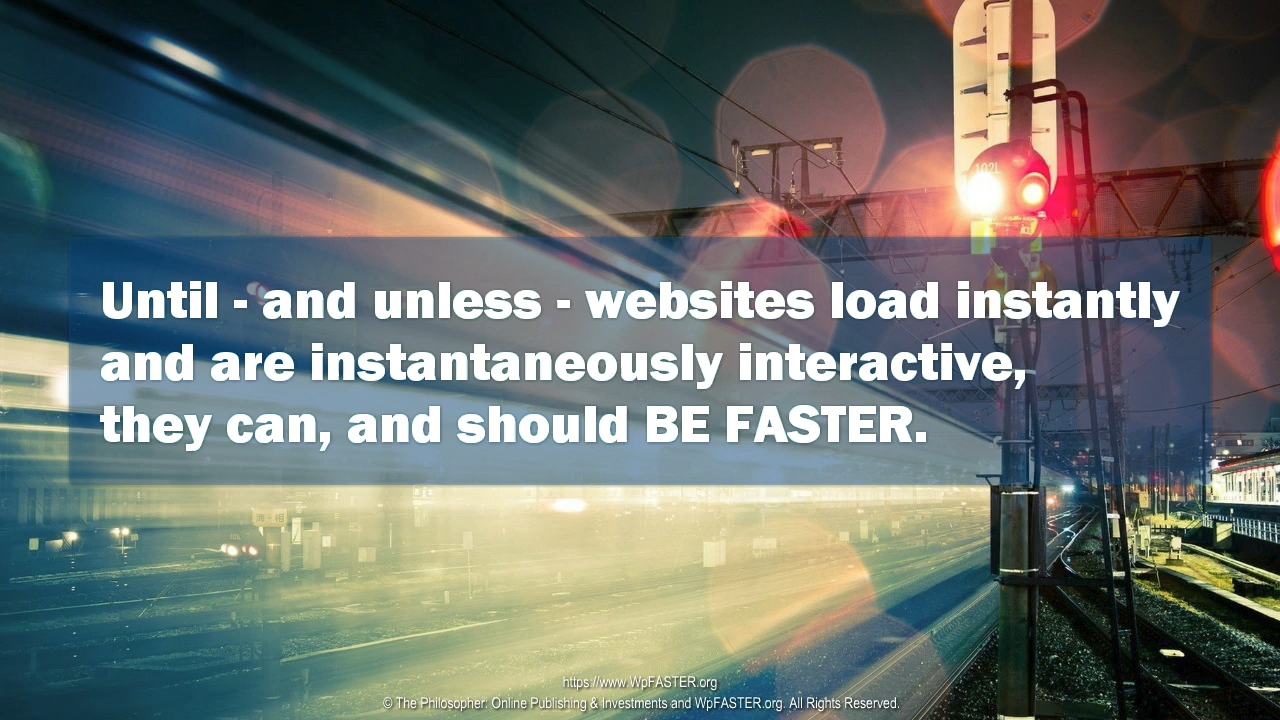 102L
Until - and unless - websites load instantly
and are instantaneously interactive,
they can, and should BE FASTER.
https://www.WpFASTER.org
© The Philosopher: Online Publishing & Investments and WpFASTER.org. All Rights Reserved.